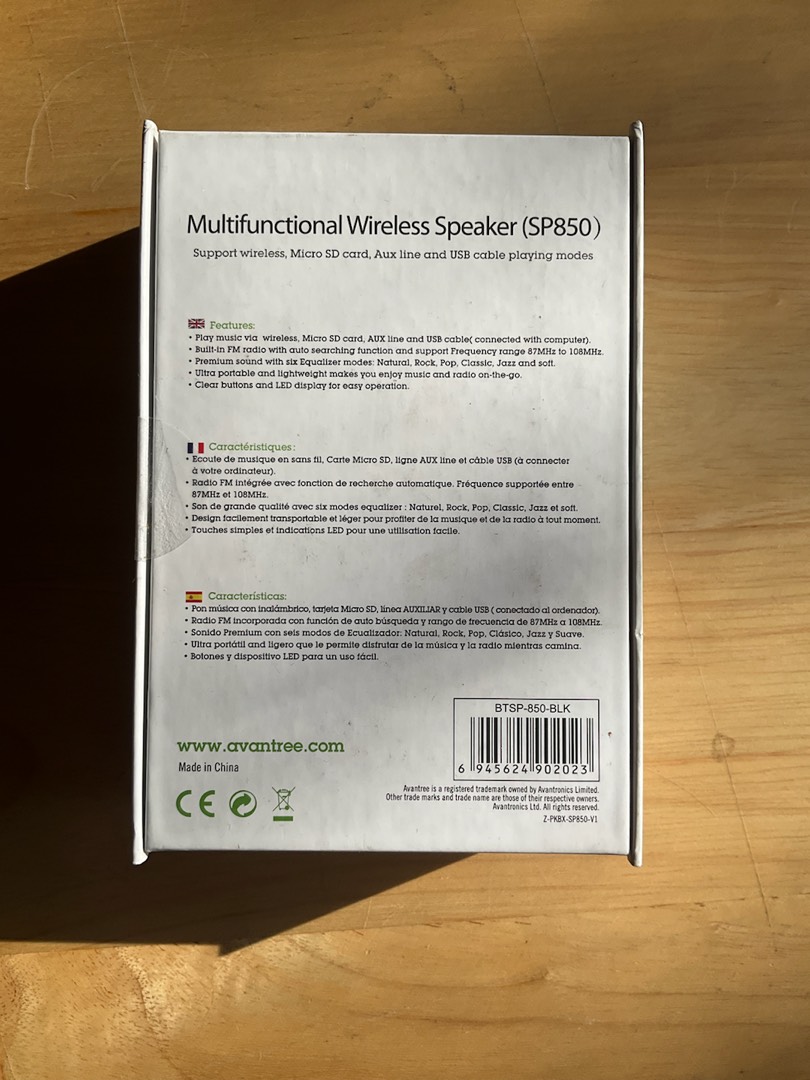 Multifunctional Wireless Speaker (SP850)
Support wireless, Micro SD card, Aux line and USB cable playing modes
Features:
• Play music via wireless, Micro SD card, AUX line and USB cable( connected with computer).
• Built-in FM radio with auto searching function and support Frequency range 87MHz to 108MHz.
• Premium sound with six Equalizer modes: Natural, Rock, Pop, Classic, Jazz and soft.
• Ultra portable and lightweight makes you enjoy music and radio on-the-go.
• Clear buttons and LED display for easy operation.
Caractéristiques:
• Ecoute de musique en sans fil, Carte Micro SD, ligne AUX line et câble USB (à connecter
à votre ordinateur).
• Radio FM intégrée avec fonction de recherche automatique. Fréquence supportée entre
87MHz et 108MHz.
• Son de grande qualité avec six modes equalizer : Naturel, Rock, Pop, Classic, Jazz et soft.
• Design facilement transportable et léger pour profiter de la musique et de la radio à tout moment.
• Touches simples et indications LED pour une utilisation facile.
Características:
• Pon música con inalámbrico, tarjeta Micro SD, línea AUXILIAR y cable USB ( conectado al ordenador).
• Radio FM incorporada con función de auto búsqueda y rango de frecuencia de 87MHz a 108MHz.
• Sonido Premium con seis modos de Ecualizador: Natural, Rock, Pop, Clásico, Jazz y Suave.
• Ultra portátil and ligero que le permite disfrutar de la música y la radio mientras camina.
• Botones y dispositivo LED para un uso fácil.
BTSP-850-BLK
6 945624 902023
www.avantree.com
Made in China
CE
Avantree is a registered trademark owned by Avantronics Limited.
Other trade marks and trade name are those of their respective owners.
Avantronics Ltd. All rights reserved.
Z-PKBX-SP850-V1